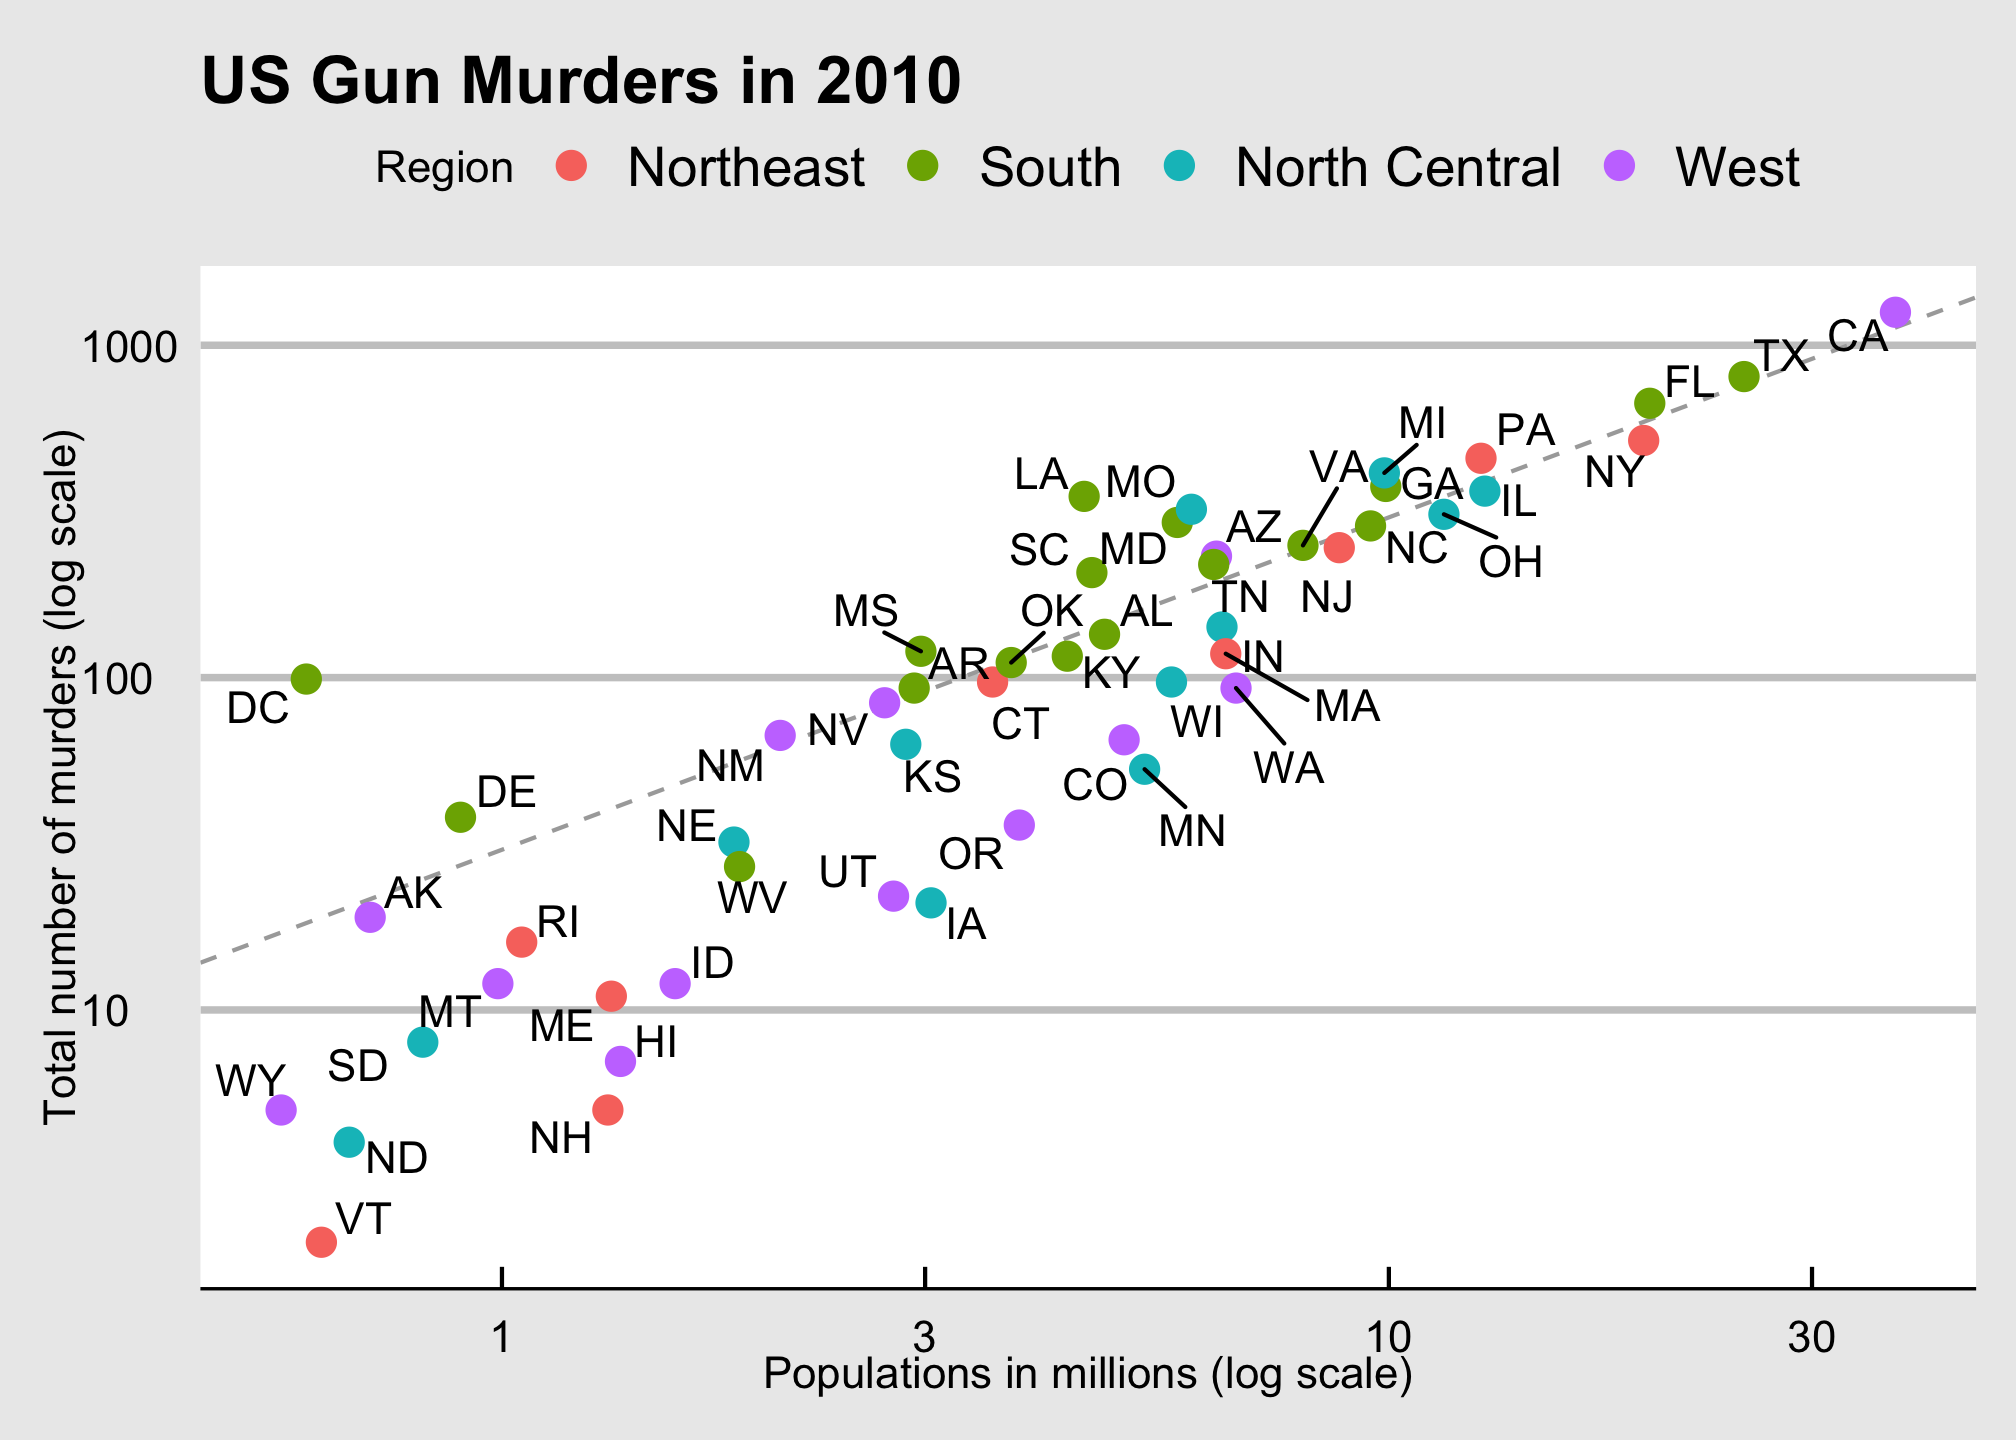 US Gun Murders in 2010
Region Northeast South North Central West
Total number of murders (log scale)
1000
100
10
CA
TX
FL
MI
PA
NY
LA
MO
VA
GA
IL
AZ
SC
MD
NC
OH
MS
OK
AL
TN
NJ
AR
IN
KY
DC
MA
CT
WI
NV
NM
KS
WA
CO
DE
NE
MN
OR
UT
WV
AK
RI
IA
ID
MT
ME
HI
SD
WY
NH
ND
VT
1 3 10 30
Populations in millions (log scale)